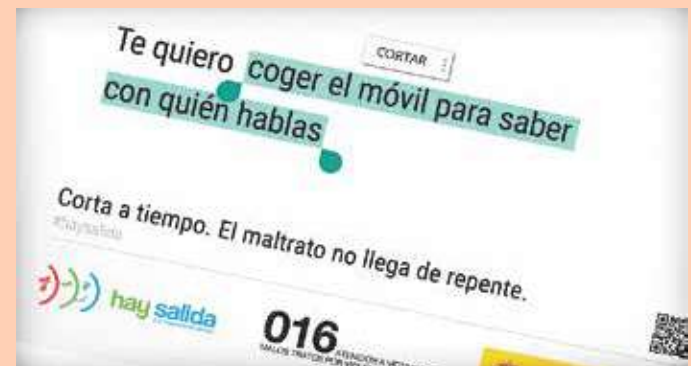 CORTAR
Te quiero coger el móvil para saber
con quién hablas
Corta a tiempo. El maltrato no llega de repente.
#haysalida
hay salida
016